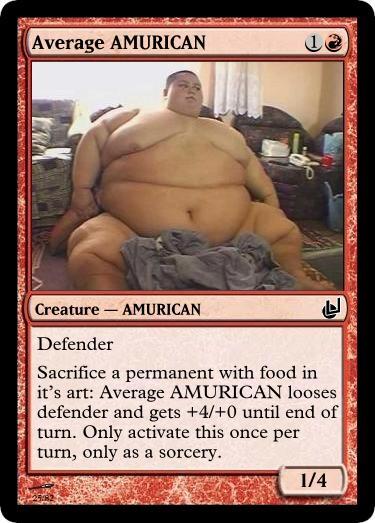 Average AMURICAN 1
Creature — AMURICAN
Defender
Sacrifice a permanent with food in
it's art: Average AMURICAN looses
defender and gets +4/+0 until end of
turn. Only activate this once per
turn, only as a sorcery.
1/4